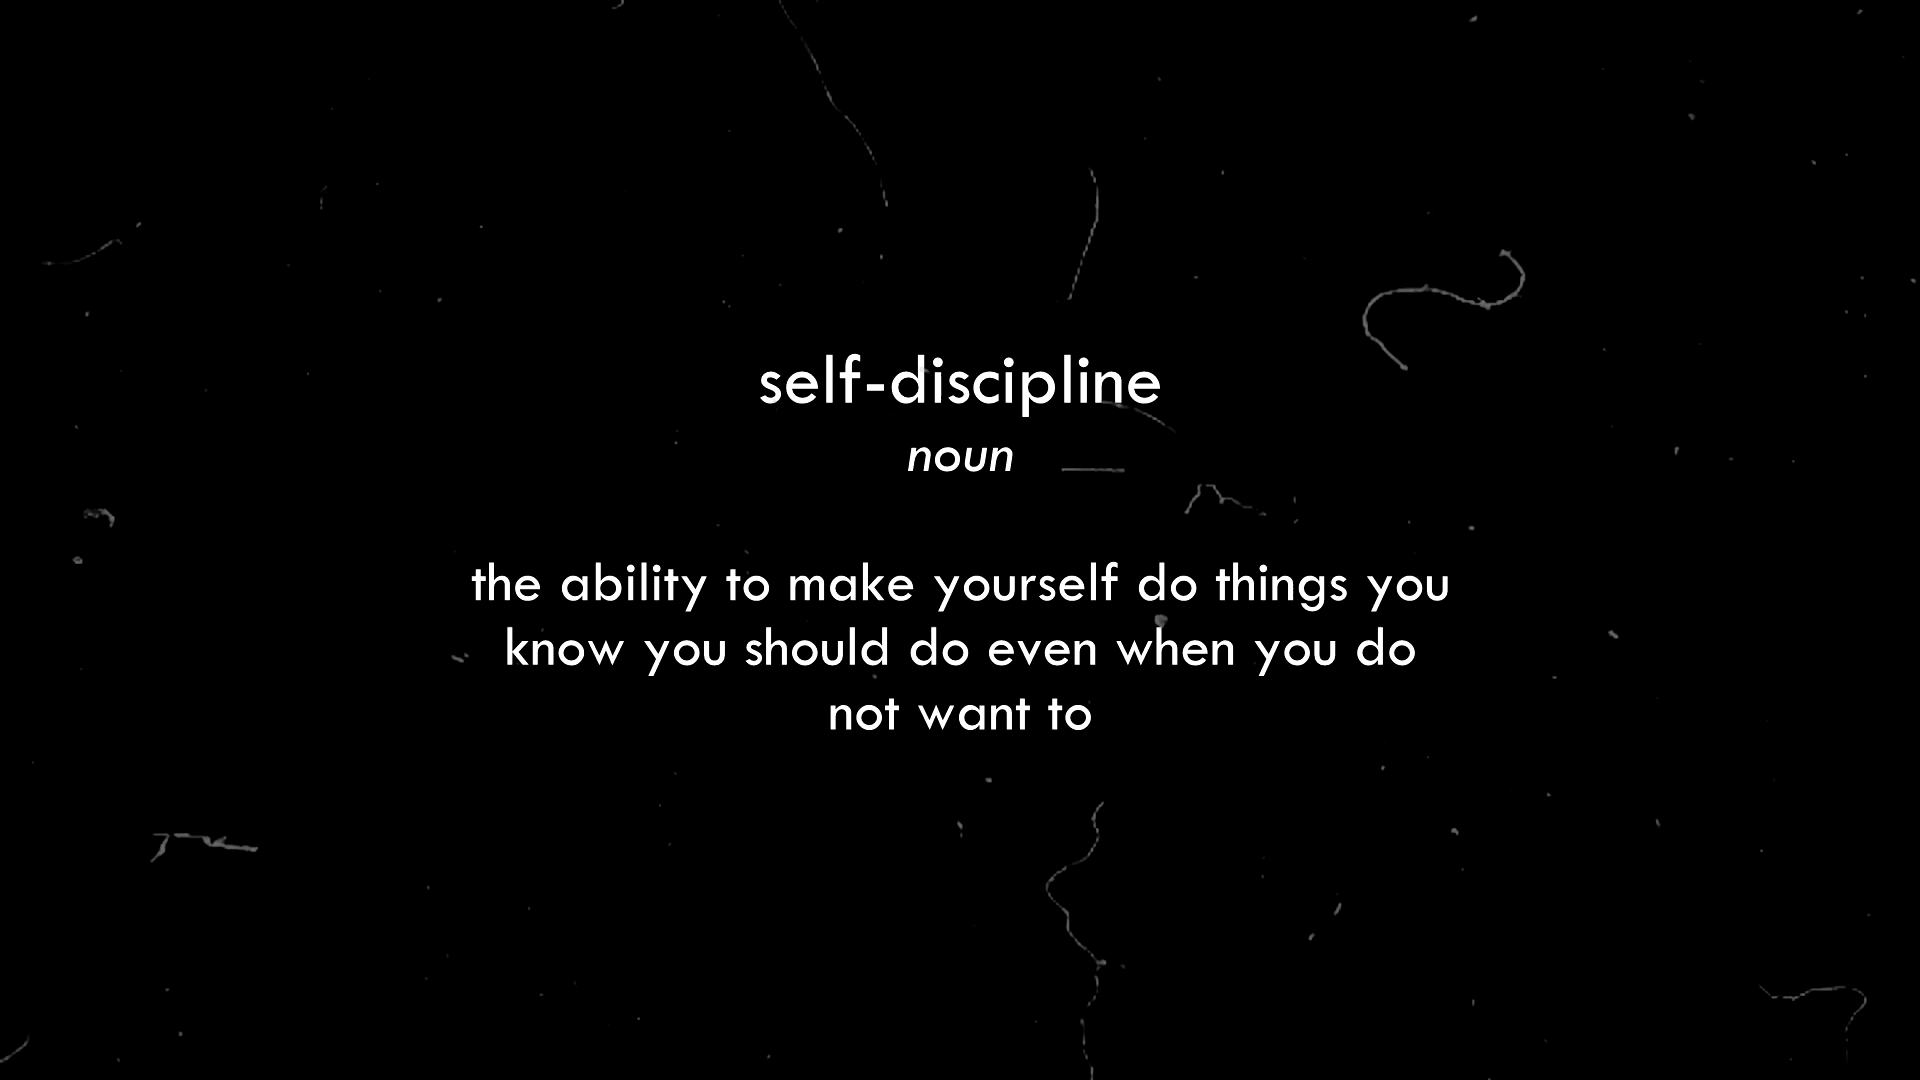 self-discipline
noun
the ability to make yourself do things you
know you should do even when you do
not want to